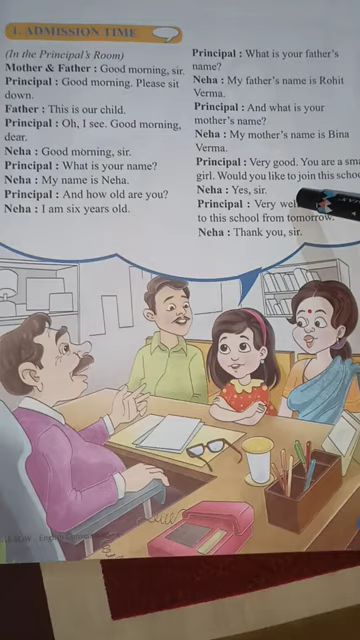 1. ADMISSION TIME
(In the Principal's Room)
Mother & Father : Good morning, sir.
Principal : Good morning. Please sit
down.
Father : This is our child.
Principal : Oh, I see. Good morning,
dear.
Neha : Good morning, sir.
Principal : What is your name?
Neha : My name is Neha.
Principal : And how old are you?
Neha : I am six years old.
Principal : What is your father's
name?
Neha : My father's name is Rohit
Verma.
Principal : And what is your
mother's name?
Neha : My mother's name is Bina
Verma.
Principal : Very good. You are a
girl. Would you like to join this
Neha : Yes, sir.
Principal : Very
to this school from tomorrow.
Neha : Thank you, sir.
English